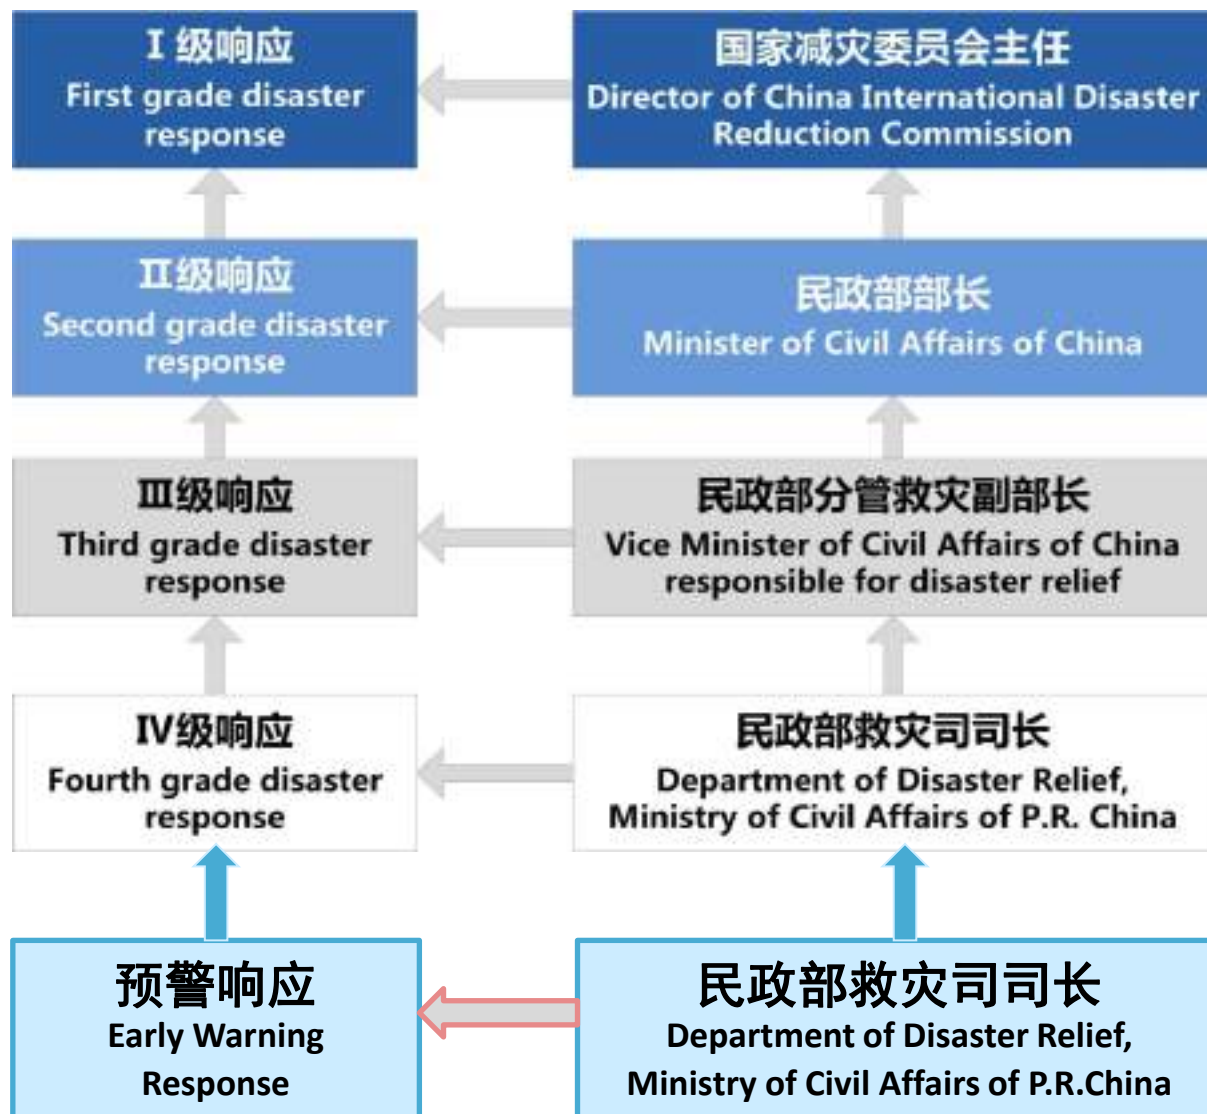 Ⅰ级响应
First grade disaster
response
国家减灾委员会主任
Director of China International Disaster
Reduction Commission
Ⅱ级响应
Second grade disaster
response
民政部部长
Minister of Civil Affairs of China
Ⅲ级响应
Third grade disaster
response
民政部分管救灾副部长
Vice Minister of Civil Affairs of China
responsible for disaster relief
Ⅳ级响应
Fourth grade disaster
response
民政部救灾司司长
Department of Disaster Relief,
Ministry of Civil Affairs of P.R. China
预警响应
Early Warning
Response
民政部救灾司司长
Department of Disaster Relief,
Ministry of Civil Affairs of P.R.China